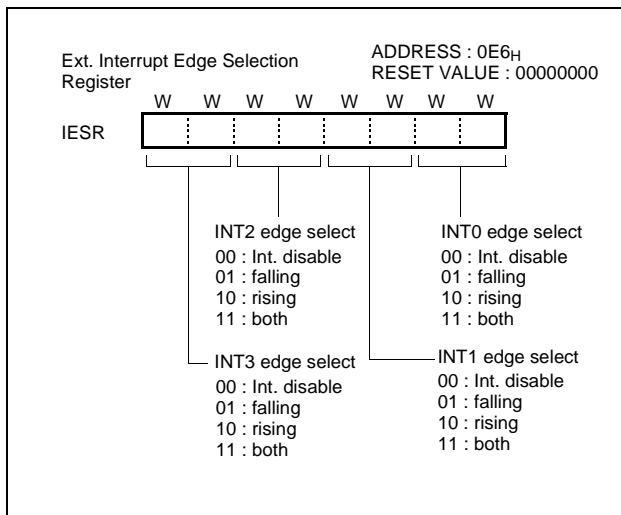 Ext. Interrupt Edge Selection
Register
ADDRESS : 0E6H
RESET VALUE : 00000000
W W W W W W W W
IESR
INT2 edge select
00 : Int. disable
01 : falling
10 : rising
11 : both
INT0 edge select
00 : Int. disable
01 : falling
10 : rising
11 : both
INT3 edge select
00 : Int. disable
01 : falling
10 : rising
11 : both
INT1 edge select
00 : Int. disable
01 : falling
10 : rising
11 : both